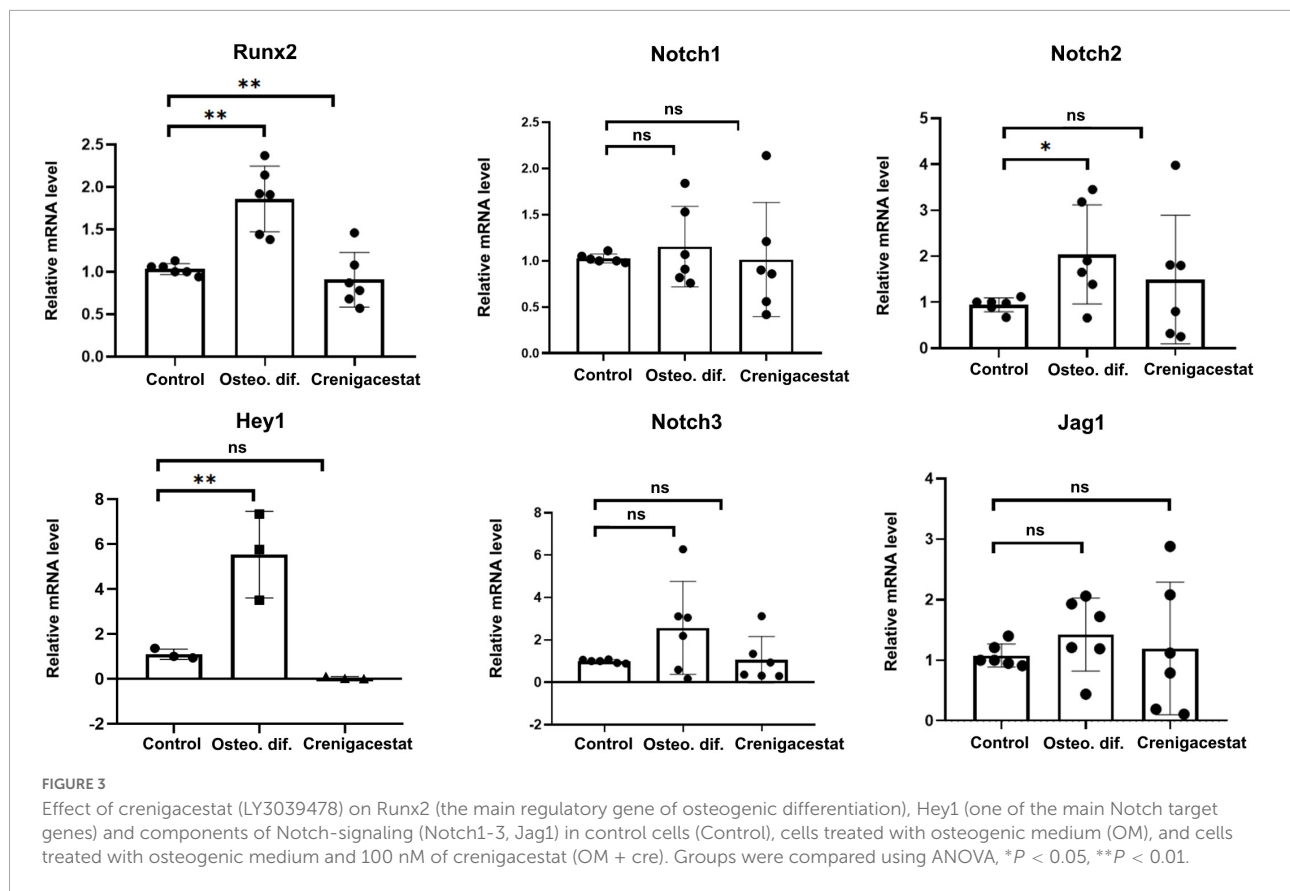 Runx2
**
**
Relative mRNA level
2.5
2.0
1.5
1.0
0.5
0.0
Control Osteo. dif. Crenigacestat
Notch1
ns
ns
Relative mRNA level
2.5
2.0
1.5
1.0
0.5
0.0
Control Osteo. dif. Crenigacestat
Notch2
ns
*
Relative mRNA level
5
4
3
2
1
0
Control Osteo. dif. Crenigacestat
Hey1
ns
**
Relative mRNA level
8
6
4
2
0
-2
Control Osteo. dif. Crenigacestat
Notch3
ns
ns
Relative mRNA level
8
6
4
2
0
-2
Control Osteo. dif. Crenigacestat
Jag1
ns
ns
Relative mRNA level
4
3
2
1
0
Control Osteo. dif. Crenigacestat
FIGURE 3
Effect of crenigacestat (LY3039478) on Runx2 (the main regulatory gene of osteogenic differentiation), Hey1 (one of the main Notch target
genes) and components of Notch-signaling (Notch1-3, Jag1) in control cells (Control), cells treated with osteogenic medium (OM), and cells
treated with osteogenic medium and 100 nM of crenigacestat (OM + cre). Groups were compared using ANOVA, *P < 0.05, **P < 0.01.